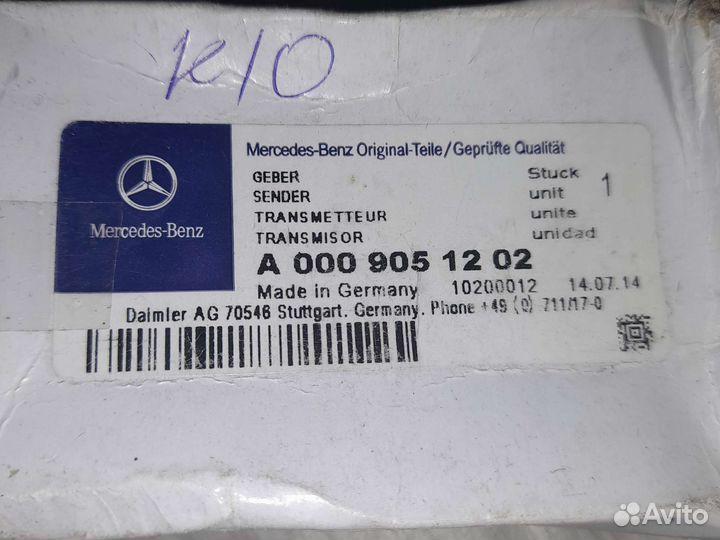 K10
Mercedes-Benz
Mercedes-Benz Original-Teile/Geprüfte Qualität
GEBER Stuck 1
SENDER unit
TRANSMETTEUR unite
TRANSMISOR unidad
A 000 905 12 02
Made in Germany 10200012 14.07.14
Daimler AG 70546 Stuttgart. Germany. Phone +49 (0) 711/17-0
Avito